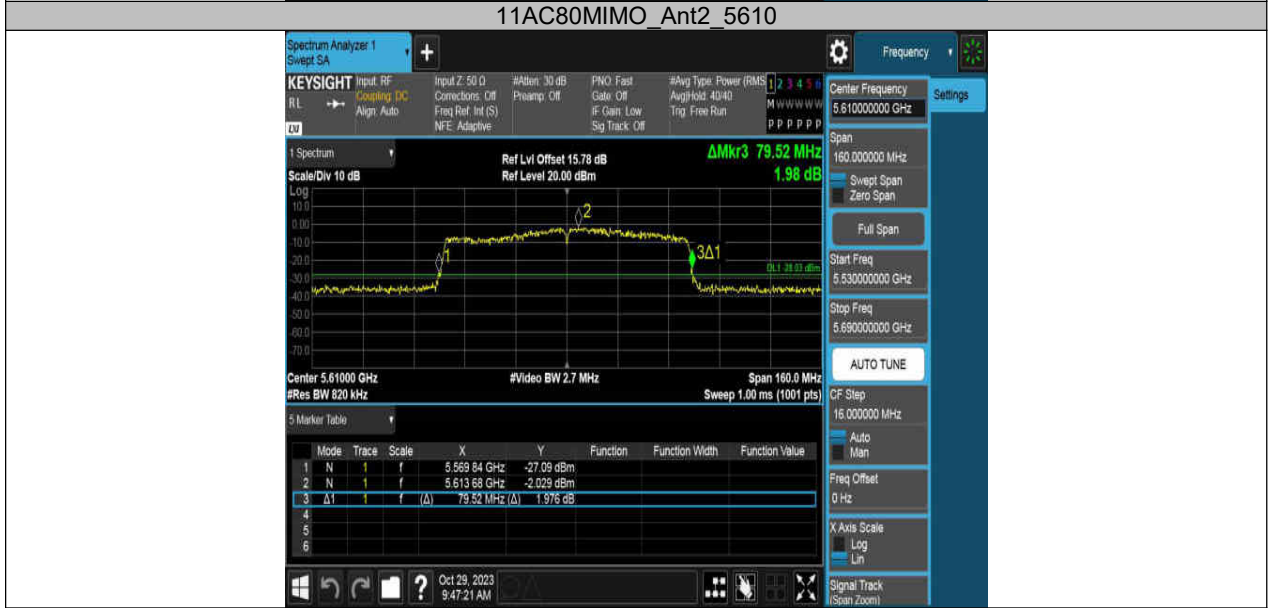 11AC80MIMO_Ant2_5610
Spectrum Analyzer 1
Swept SA
+
Frequency
KEYSIGHT
RL
LXI
Input: RF
Coupling: DC
Align: Auto
Input Z: 50 Ω
Corrections: Off
Freq Ref: Int (S)
NFE: Adaptive
#Atten: 30 dB
Preamp: Off
PNO: Fast
Gate: Off
IF Gain: Low
Sig Track: Off
#Avg Type: Power (RMS
Avg|Hold: 40/40
Trig: Free Run
1 2 3 4 5 6
M W W W W W
P P P P P P
Center Frequency
5.610000000 GHz
Settings
Span
160.000000 MHz
Swept Span
Zero Span
Full Span
Start Freq
5.530000000 GHz
Stop Freq
5.690000000 GHz
AUTO TUNE
CF Step
16.000000 MHz
Auto
Man
Freq Offset
0 Hz
X Axis Scale
Log
Lin
Signal Track
(Span Zoom)
1 Spectrum
Scale/Div 10 dB
Ref Lvl Offset 15.78 dB
Ref Level 20.00 dBm
ΔMkr3 79.52 MHz
1.98 dB
Log
10.0
0.00
-10.0
-20.0
-30.0
-40.0
-50.0
-60.0
-70.0
1
2
3Δ1
DL1 -28.03 dBm
Center 5.61000 GHz
#Video BW 2.7 MHz
Span 160.0 MHz
#Res BW 820 kHz
Sweep 1.00 ms (1001 pts)
5 Marker Table
Mode Trace Scale X Y Function Function Width Function Value
1 N 1 f 5.569 84 GHz -27.09 dBm
2 N 1 f 5.613 68 GHz -2.029 dBm
3 Δ1 1 f (Δ) 79.52 MHz (Δ) 1.976 dB
4
5
6
?
Oct 29, 2023
9:47:21 AM